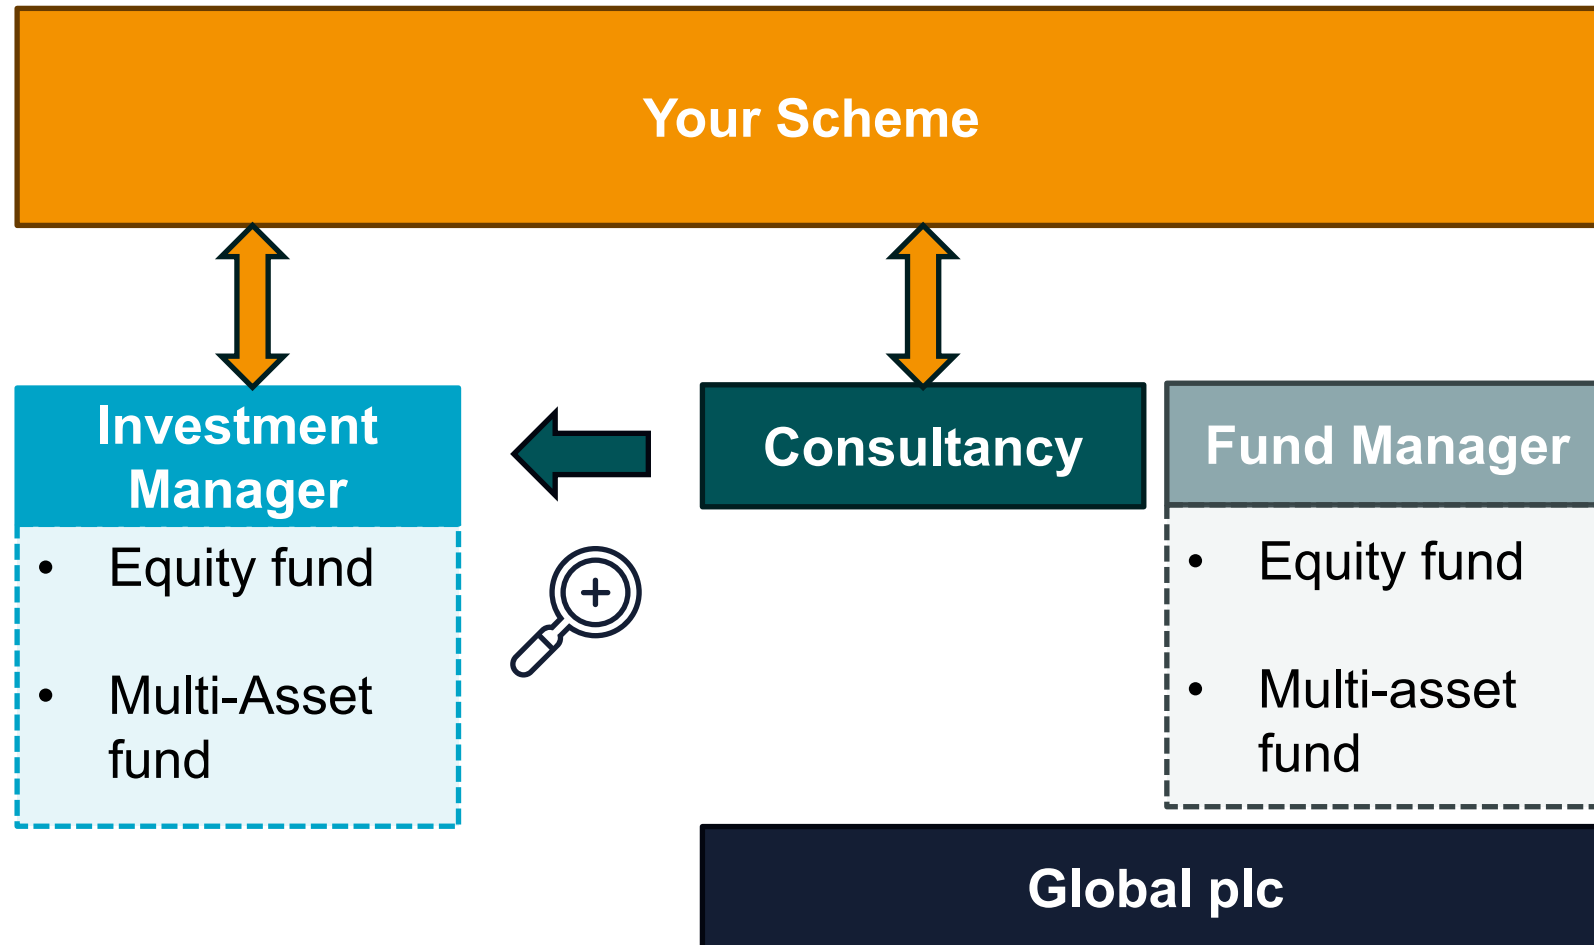 Your Scheme
Investment
Manager
• Equity fund
• Multi-Asset
fund
Consultancy
Fund Manager
• Equity fund
• Multi-asset
fund
Global plc